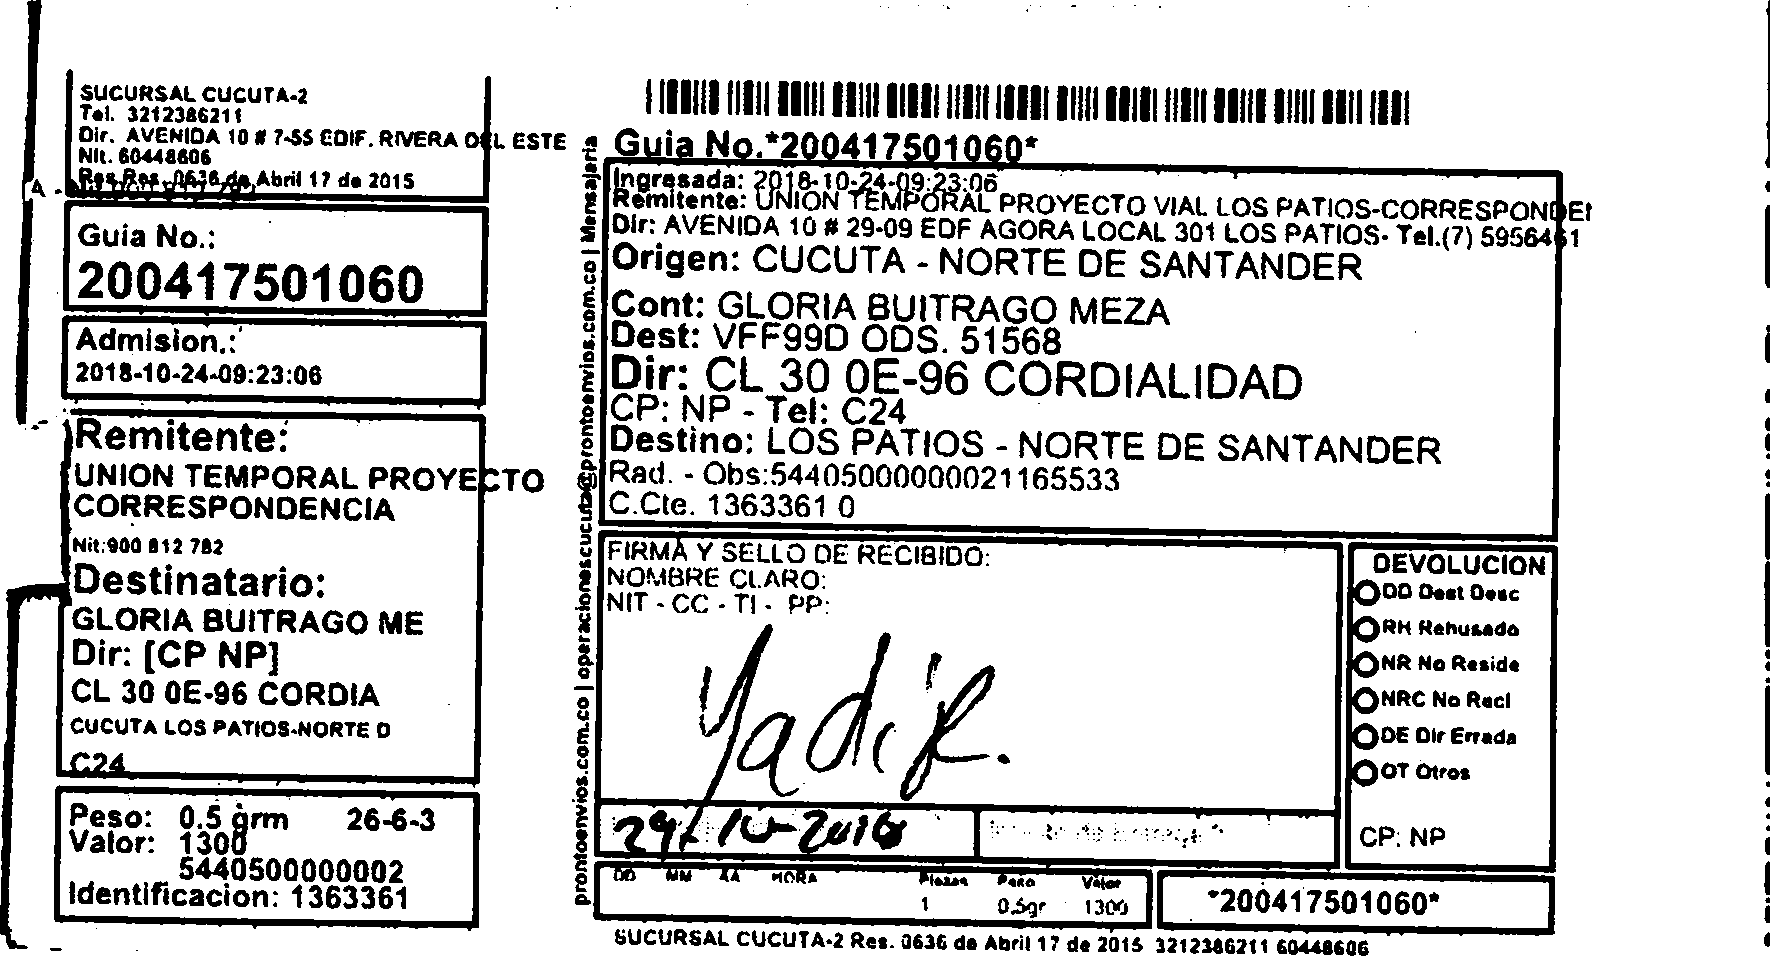 SUCURSAL CUCUTA-2
Tel. 3212386211
Dir. AVENIDA 10 # 7-55 EDIF. RIVERA DEL ESTE
Nit. 60448606
Res. 0636 de Abril 17 de 2015
Guia No.:
200417501060
Admision.:
2018-10-24-09:23:06
Remitente:
UNION TEMPORAL PROYECTO
CORRESPONDENCIA
Nit:900 812 782
Destinatario:
GLORIA BUITRAGO ME
Dir: [CP NP]
CL 30 0E-96 CORDIA
CUCUTA LOS PATIOS-NORTE D
C24
Peso: 0.5 grm 26-6-3
Valor: 1300
5440500000002
Identificacion: 1363361
prontoenvios.com.co | operacionescucuta@prontoenvios.com.co | Mensajaria
Guia No.*200417501060*
Ingresada: 2018-10-24-09:23:06
Remitente: UNION TEMPORAL PROYECTO VIAL LOS PATIOS-CORRESPONDEN
Dir: AVENIDA 10 # 29-09 EDF AGORA LOCAL 301 LOS PATIOS- Tel.(7) 5956461
Origen: CUCUTA - NORTE DE SANTANDER
Cont: GLORIA BUITRAGO MEZA
Dest: VFF99D ODS. 51568
Dir: CL 30 0E-96 CORDIALIDAD
CP: NP - Tel: C24
Destino: LOS PATIOS - NORTE DE SANTANDER
Rad. - Obs:544050000000021165533
C.Cte. 1363361 0
FIRMA Y SELLO DE RECIBIDO:
NOMBRE CLARO:
NIT - CC - TI - PP:
Yadi R.
10-2018
DD MM AA HORA
Piezas Peso Valor
1 0.5gr 1300
DEVOLUCION
DD Dest Desc
RH Rehusado
NR No Reside
NRC No Recl
DE Dir Errada
OT Otros
CP: NP
*200417501060*
SUCURSAL CUCUTA-2 Res. 0636 de Abril 17 de 2015 3212386211 60448606